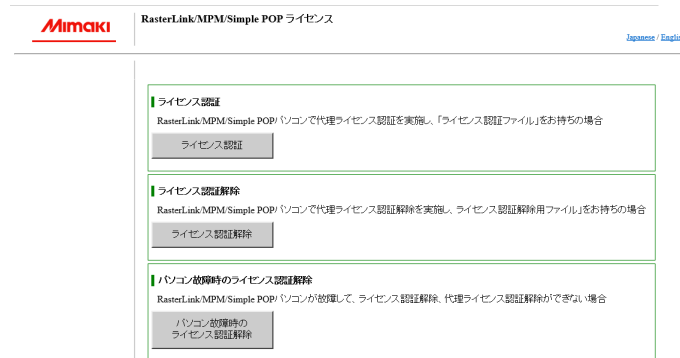 Mimaki
RasterLink/MPM/Simple POP ライセンス
Japanese / Englis
ライセンス認証
RasterLink/MPM/Simple POPパソコンで代理ライセンス認証を実施し、「ライセンス認証ファイル」をお持ちの場合
ライセンス認証
ライセンス認証解除
RasterLink/MPM/Simple POPパソコンで代理ライセンス認証解除を実施し、ライセンス認証解除用ファイル」をお持ちの場合
ライセンス認証解除
パソコン故障時のライセンス認証解除
RasterLink/MPM/Simple POPパソコンが故障して、ライセンス認証解除、代理ライセンス認証解除ができない場合
パソコン故障時の
ライセンス認証解除